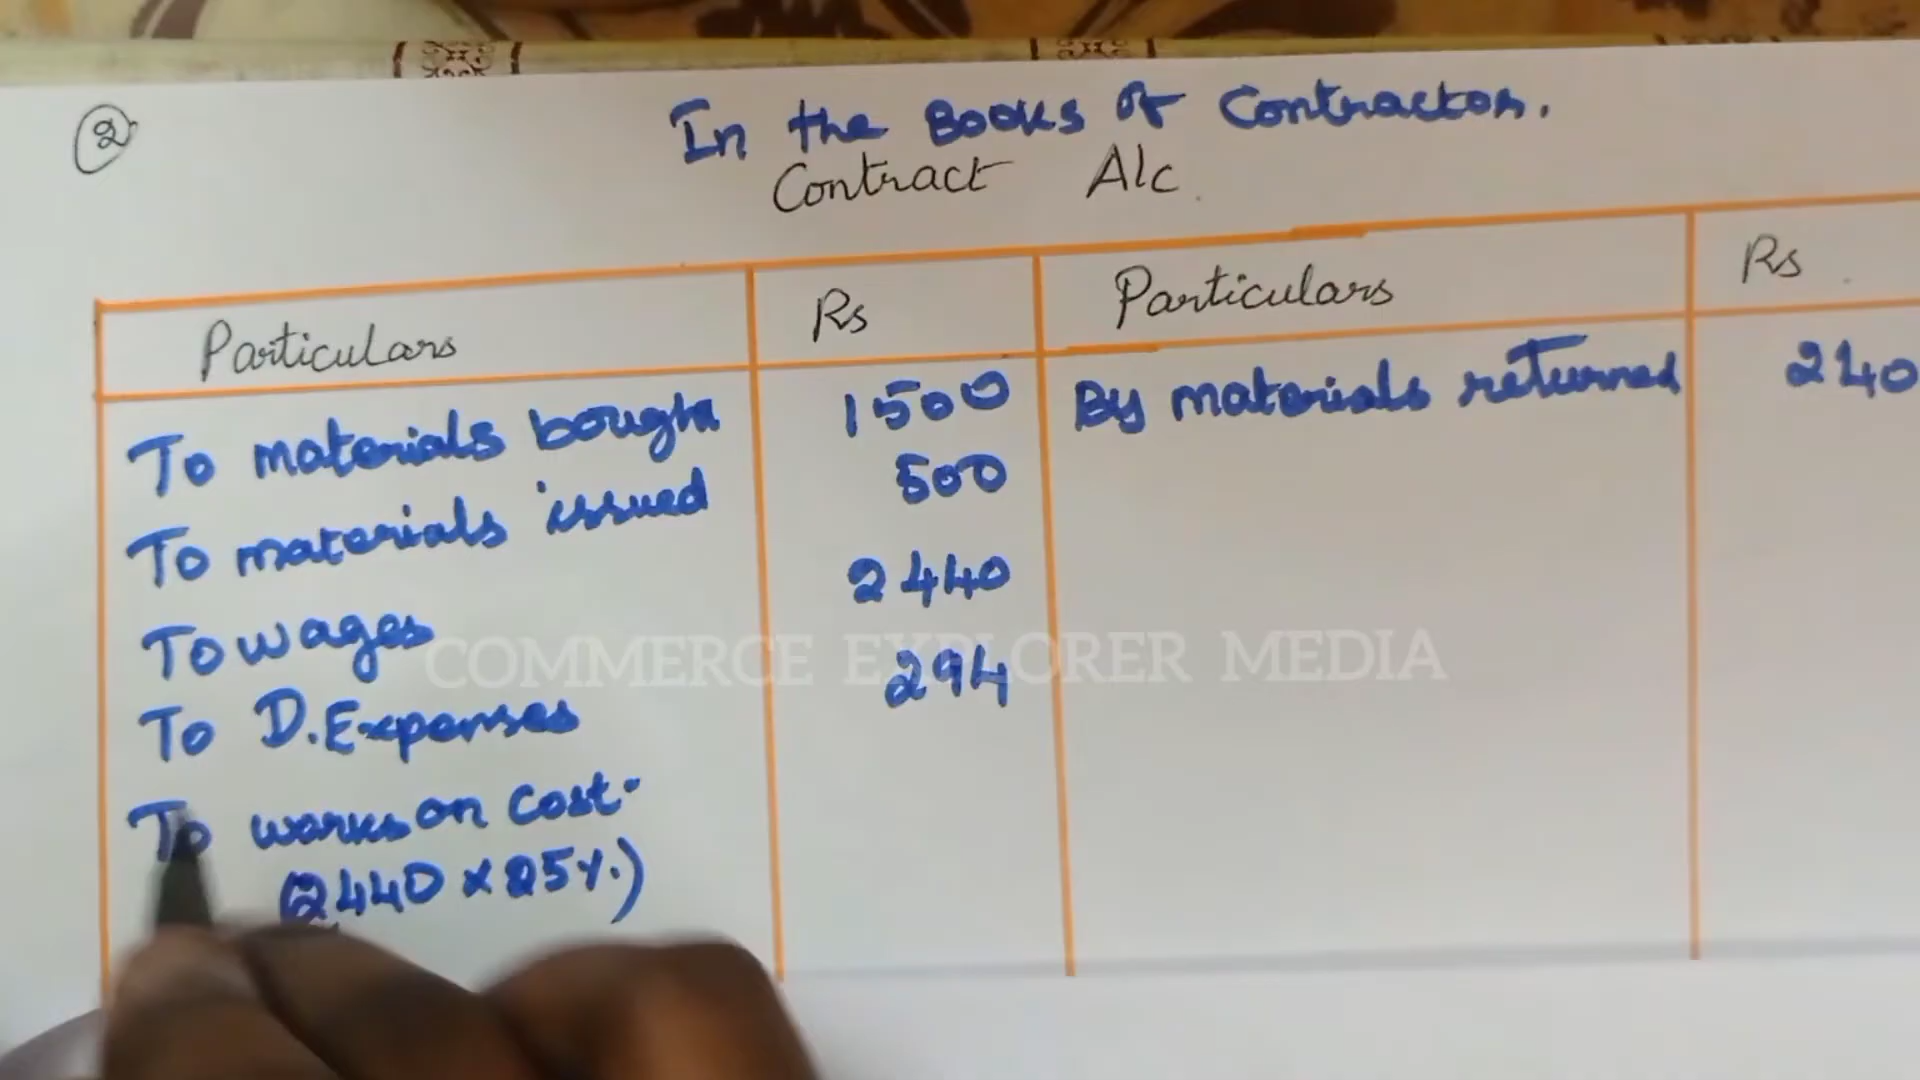 2
In the Books of Contractor.
Contract A/c.
Particulars Rs Particulars Rs
To materials bought 1500 By materials returned 240
To materials issued 500
To wages 2440
To D.Expenses 294
To works on cost.
(2440 x 25%.)
COMMERCE EXPLORER MEDIA